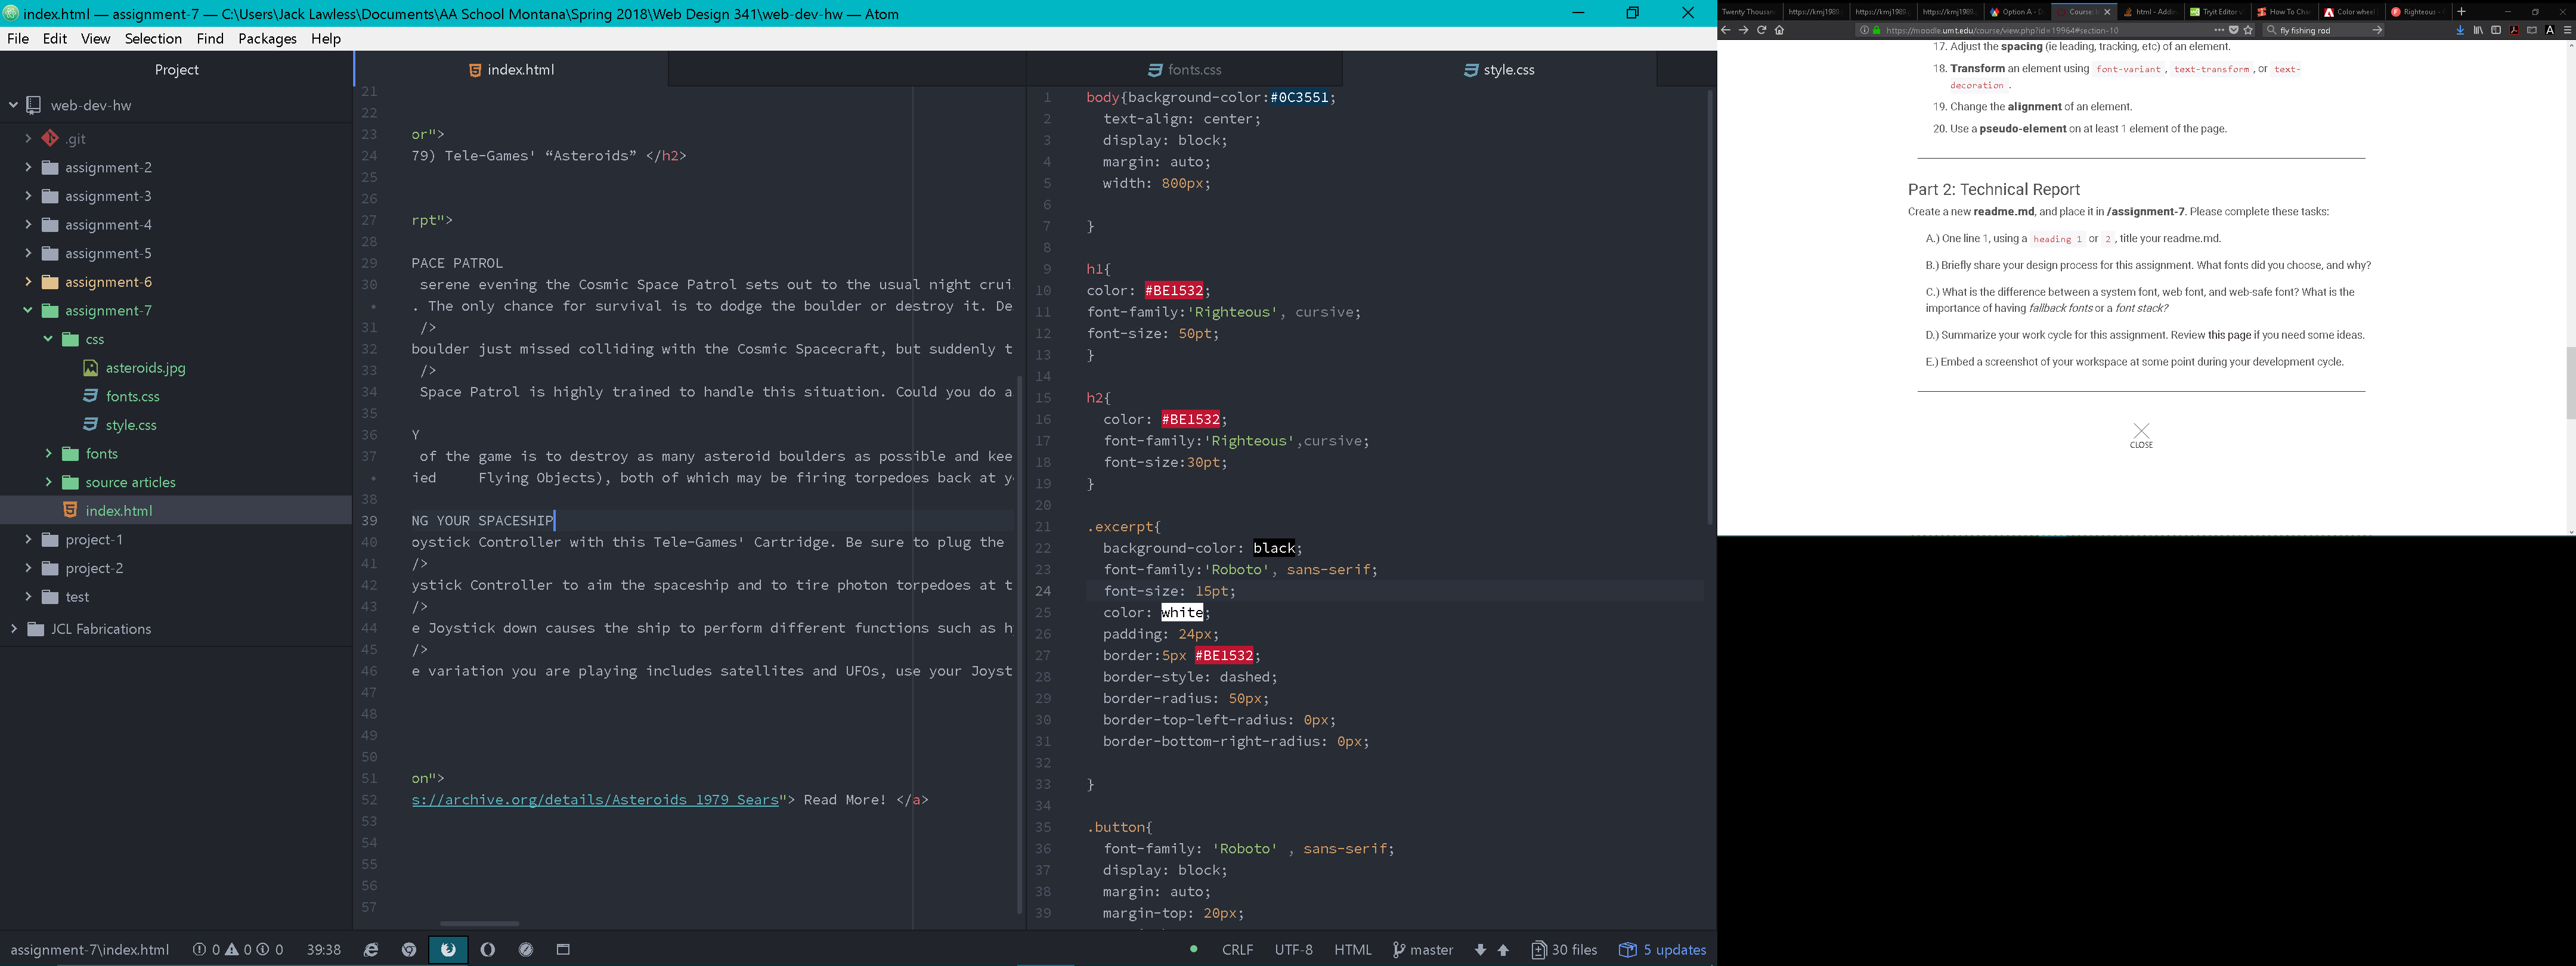 index.html — assignment-7 — C:\Users\Jack Lawless\Documents\AA School Montana\Spring 2018\Web Design 341\web-dev-hw — Atom
File Edit View Selection Find Packages Help
Project
web-dev-hw
.git
assignment-2
assignment-3
assignment-4
assignment-5
assignment-6
assignment-7
css
asteroids.jpg
fonts.css
style.css
fonts
source articles
index.html
project-1
project-2
test
JCL Fabrications
index.html
21
22
23 or">
24 79) Tele-Games' “Asteroids” </h2>
25
26
27 rpt">
28
29 PACE PATROL
30 serene evening the Cosmic Space Patrol sets out to the usual night crui
• . The only chance for survival is to dodge the boulder or destroy it. De
31 />
32 boulder just missed colliding with the Cosmic Spacecraft, but suddenly t
33 />
34 Space Patrol is highly trained to handle this situation. Could you do a
35
36 Y
37 of the game is to destroy as many asteroid boulders as possible and kee
• ied Flying Objects), both of which may be firing torpedoes back at y
38
39 NG YOUR SPACESHIP
40 oystick Controller with this Tele-Games' Cartridge. Be sure to plug the
41 />
42 ystick Controller to aim the spaceship and to tire photon torpedoes at t
43 />
44 e Joystick down causes the ship to perform different functions such as h
45 />
46 e variation you are playing includes satellites and UFOs, use your Joyst
47
48
49
50
51 on">
52 s://archive.org/details/Asteroids_1979_Sears"> Read More! </a>
53
54
55
56
57
fonts.css
style.css
1 body{background-color:#0C3551;
2 text-align: center;
3 display: block;
4 margin: auto;
5 width: 800px;
6
7 }
8
9 h1{
10 color: #BE1532;
11 font-family:'Righteous', cursive;
12 font-size: 50pt;
13 }
14
15 h2{
16 color: #BE1532;
17 font-family:'Righteous',cursive;
18 font-size:30pt;
19 }
20
21 .excerpt{
22 background-color: black;
23 font-family:'Roboto', sans-serif;
24 font-size: 15pt;
25 color: white;
26 padding: 24px;
27 border:5px #BE1532;
28 border-style: dashed;
29 border-radius: 50px;
30 border-top-left-radius: 0px;
31 border-bottom-right-radius: 0px;
32
33 }
34
35 .button{
36 font-family: 'Roboto' , sans-serif;
37 display: block;
38 margin: auto;
39 margin-top: 20px;
assignment-7\index.html 0 0 0 39:38
CRLF UTF-8 HTML master 30 files 5 updates
Twenty Thousan https://kmj1989. https://kmj1989. https://kmj1989. Option A - D Course: html - Addin Tryit Editor v How To Cha Color wheel Righteous -
https://moodle.umt.edu/course/view.php?id=19964#section-10 fly fishing rod
17. Adjust the spacing (ie leading, tracking, etc) of an element.
18. Transform an element using font-variant , text-transform , or text-
decoration .
19. Change the alignment of an element.
20. Use a pseudo-element on at least 1 element of the page.
Part 2: Technical Report
Create a new readme.md, and place it in /assignment-7. Please complete these tasks:
A.) One line 1, using a heading 1 or 2 , title your readme.md.
B.) Briefly share your design process for this assignment. What fonts did you choose, and why?
C.) What is the difference between a system font, web font, and web-safe font? What is the
importance of having fallback fonts or a font stack?
D.) Summarize your work cycle for this assignment. Review this page if you need some ideas.
E.) Embed a screenshot of your workspace at some point during your development cycle.
CLOSE